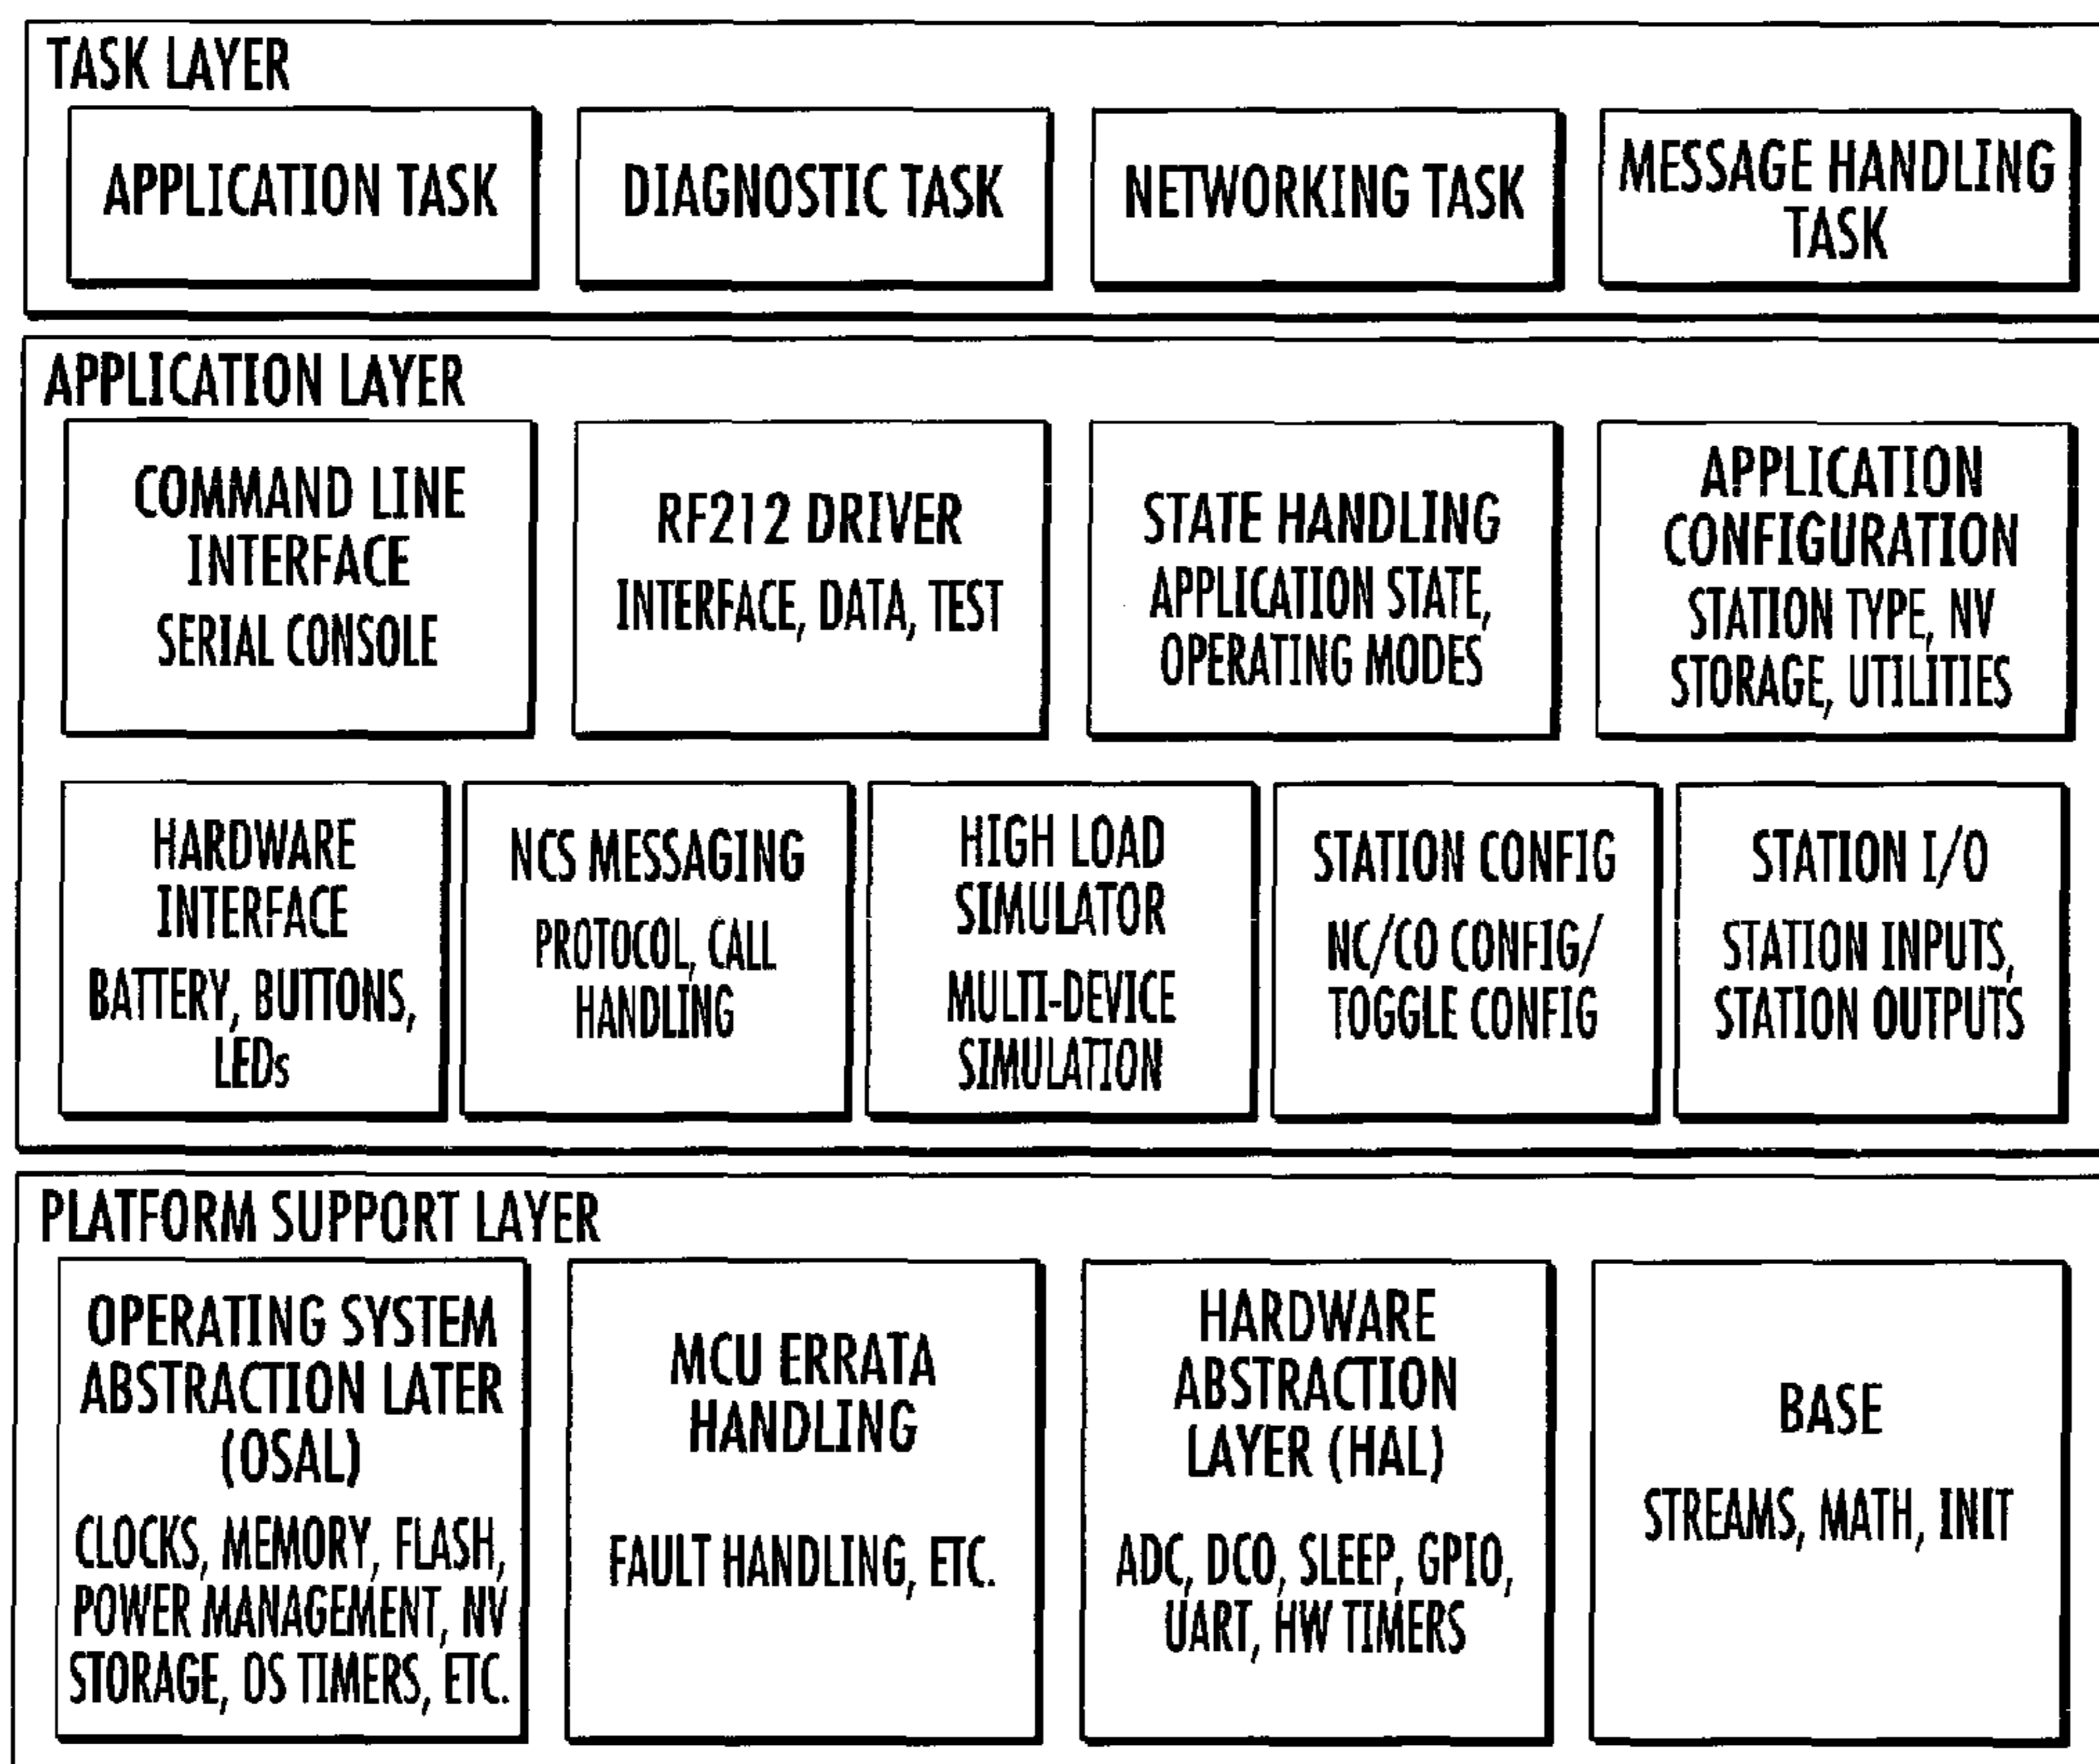 TASK LAYER
APPLICATION TASK
DIAGNOSTIC TASK
NETWORKING TASK
MESSAGE HANDLING
TASK
APPLICATION LAYER
COMMAND LINE
INTERFACE
SERIAL CONSOLE
RF212 DRIVER
INTERFACE, DATA, TEST
STATE HANDLING
APPLICATION STATE,
OPERATING MODES
APPLICATION
CONFIGURATION
STATION TYPE, NV
STORAGE, UTILITIES
HARDWARE
INTERFACE
BATTERY, BUTTONS,
LEDs
NCS MESSAGING
PROTOCOL, CALL
HANDLING
HIGH LOAD
SIMULATOR
MULTI-DEVICE
SIMULATION
STATION CONFIG
NC/CO CONFIG/
TOGGLE CONFIG
STATION I/O
STATION INPUTS,
STATION OUTPUTS
PLATFORM SUPPORT LAYER
OPERATING SYSTEM
ABSTRACTION LATER
(OSAL)
CLOCKS, MEMORY, FLASH,
POWER MANAGEMENT, NV
STORAGE, OS TIMERS, ETC.
MCU ERRATA
HANDLING
FAULT HANDLING, ETC.
HARDWARE
ABSTRACTION
LAYER (HAL)
ADC, DCO, SLEEP, GPIO,
UART, HW TIMERS
BASE
STREAMS, MATH, INIT